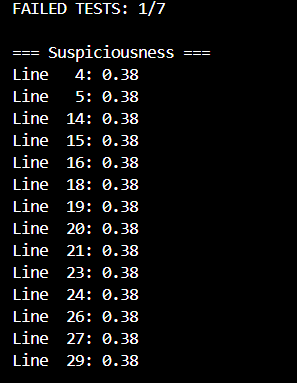 FAILED TESTS: 1/7
=== Suspiciousness ===
Line   4: 0.38
Line   5: 0.38
Line  14: 0.38
Line  15: 0.38
Line  16: 0.38
Line  18: 0.38
Line  19: 0.38
Line  20: 0.38
Line  21: 0.38
Line  23: 0.38
Line  24: 0.38
Line  26: 0.38
Line  27: 0.38
Line  29: 0.38